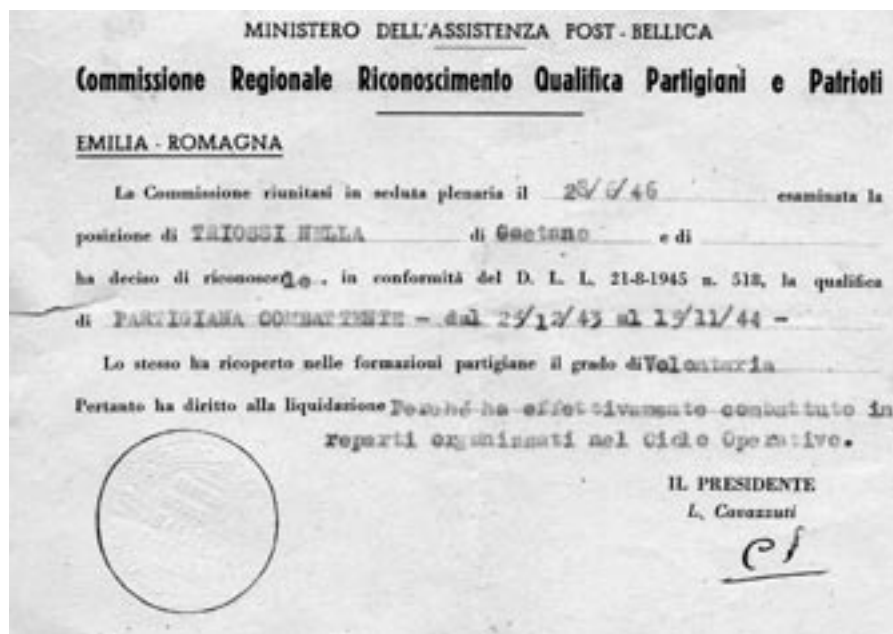 MINISTERO DELL'ASSISTENZA POST-BELLICA
Commissione Regionale Riconoscimento Qualifica Partigiani e Patrioti
EMILIA-ROMAGNA
La Commissione riunitasi in seduta plenaria il 28/6/46 esaminata la
posizione di TRIOSSI NELLA di Gaetano e di
ha deciso di riconoscerle, in conformità del D. L. L. 21-8-1945 n. 518, la qualifica
di PARTIGIANA COMBATTENTE - dal 25/12/43 al 15/11/44 -
Lo stesso ha ricoperto nelle formazioni partigiane il grado di Volontaria
Pertanto ha diritto alla liquidazione Perché ha effettivamente combattuto in
reparti organizzati nel Ciclo Operativo.
IL PRESIDENTE
L. Cavazzuti